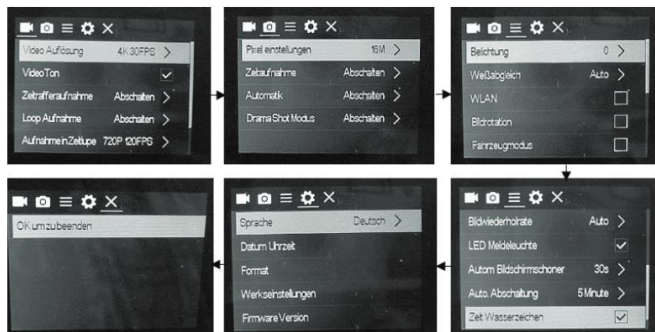 Video Auflösung 4K 30FPS
Video Ton
Zeitrafferaufnahme Abschalten
Loop Aufnahme Abschalten
Aufnahme in Zeitlupe 720P 120FPS
Pixel einstellungen 16M
Zeitaufnahme Abschalten
Automatik Abschalten
Drama Shot Modus Abschalten
Belichtung 0
Weißabgleich Auto
WLAN
Bildrotation
Fahrzeugmodus
Bildwiederholrate Auto
LED Meldeleuchte
Autom Bildschirmschoner 30s
Auto. Abschaltung 5 Minute
Zeit Wasserzeichen
Sprache Deutsch
Datum Uhrzeit
Format
Werkseinstellungen
Firmware Version
OK um zu beenden